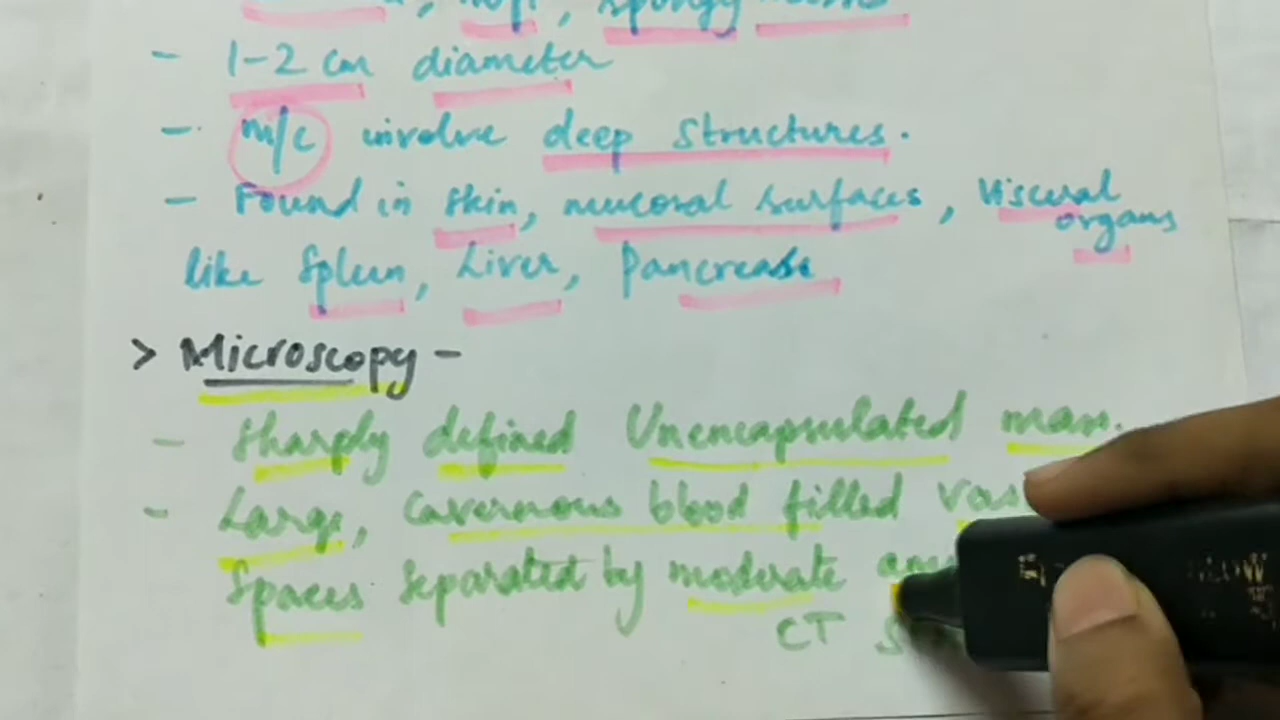 spongy
- 1-2 cm diameter
- m/c involve deep structures.
- Found in skin, mucosal surfaces, visceral
organs
like Spleen, Liver, Pancreas
> Microscopy -
- Sharply defined Unencapsulated mass.
- Large, Cavernous blood filled
Spaces separated by moderate
CT